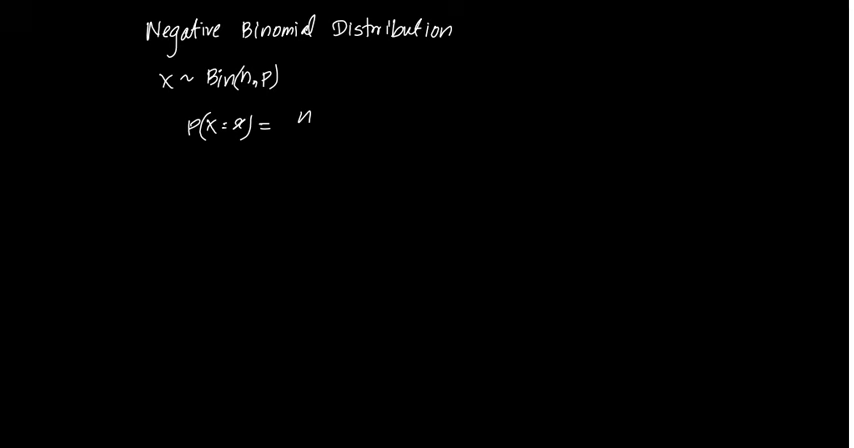 Negative Binomial Distribution
x ~ Bin(n, p)
P(X = x) = n